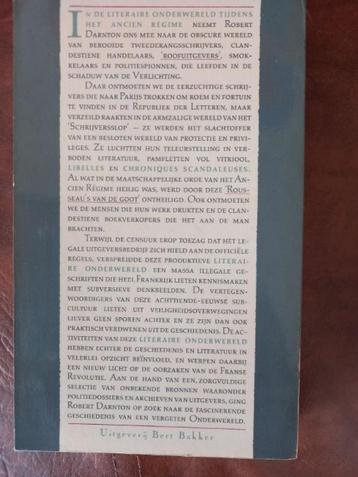 IN DE LITERAIRE ONDERWERELD TIJDENS
HET ANCIEN RÉGIME NEEMT ROBERT
DARNTON ONS MEE NAAR DE OBSCURE WERELD
VAN BEROOIDE TWEEDERANGSSCHRIJVERS, CLAN-
DESTIENE HANDELAARS, 'ROOFUITGEVERS', SMOK-
KELAARS EN POLITIESPIONNEN, DIE LEEFDEN IN DE
SCHADUW VAN DE VERLICHTING.
DAAR ONTMOETEN WE DE EERZUCHTIGE SCHRIJ-
VERS DIE NAAR PARIJS TROKKEN OM ROEM EN FORTUIN
TE VINDEN IN DE REPUBLIEK DER LETTEREN, MAAR
VERZEILD RAAKTEN IN DE ARMZALIGE WERELD VAN HET
'SCHRIJVERSSLOP' – ZE WERDEN HET SLACHTOFFER
VAN EEN BESLOTEN WERELD VAN PROTECTIE EN PRIVI-
LEGES. ZE LUCHTTEN HUN TELEURSTELLING IN VER-
BODEN LITERATUUR, PAMFLETTEN VOL VITRIOOL,
LIBELLES EN CHRONIQUES SCANDALEUSES.
AL WAT IN DE MAATSCHAPPELIJKE ORDE VAN HET AN-
CIEN RÉGIME HEILIG WAS, WERD DOOR DEZE 'ROUS-
SEAU'S VAN DE GOOT' ONTHEILIGD. OOK ONTMOETEN
WE DE MENSEN DIE HUN WERK DRUKTEN EN DE CLAN-
DESTIENE BOEKVERKOPERS DIE HET AAN DE MAN
BRACHTEN.
TERWIJL DE CENSUUR EROP TOEZAG DAT HET LE-
GALE UITGEVERSBEDRIJF ZICH HIELD AAN DE OFFICIËLE
REGELS, VERSPREIDDE DEZE PRODUKTIEVE LITERAI-
RE ONDERWERELD EEN MASSA ILLEGALE GE-
SCHRIFTEN DIE HEEL FRANKRIJK LIETEN KENNISMAKEN
MET SUBVERSIEVE DENKBEELDEN. DE VERTEGEN-
WOORDIGERS VAN DEZE ACHTTIENDE-EEUWSE SUB-
CULTUUR LIETEN UIT VEILIGHEIDSOVERWEGINGEN
LIEVER GEEN SPOREN ACHTER EN ZE ZIJN DAN OOK
PRAKTISCH VERDWENEN UIT DE GESCHIEDENIS. DE AC-
TIVITEITEN VAN DEZE LITERAIRE ONDERWERELD
HEBBEN ECHTER DE GESCHIEDENIS EN LITERATUUR IN
VELERLEI OPZICHT BEÏNVLOED, EN WERPEN DAARBIJ
EEN NIEUW LICHT OP DE OORZAKEN VAN DE FRANSE
REVOLUTIE. AAN DE HAND VAN EEN, ZORGVULDIGE
SELECTIE VAN ONBEKENDE BRONNEN WAARONDER
POLITIEDOSSIERS EN ARCHIEVEN VAN UITGEVERS, GING
ROBERT DARNTON OP ZOEK NAAR DE FASCINERENDE
GESCHIEDENIS VAN EEN VERGETEN ONDERWERELD.
Uitgeverij Bert Bakker